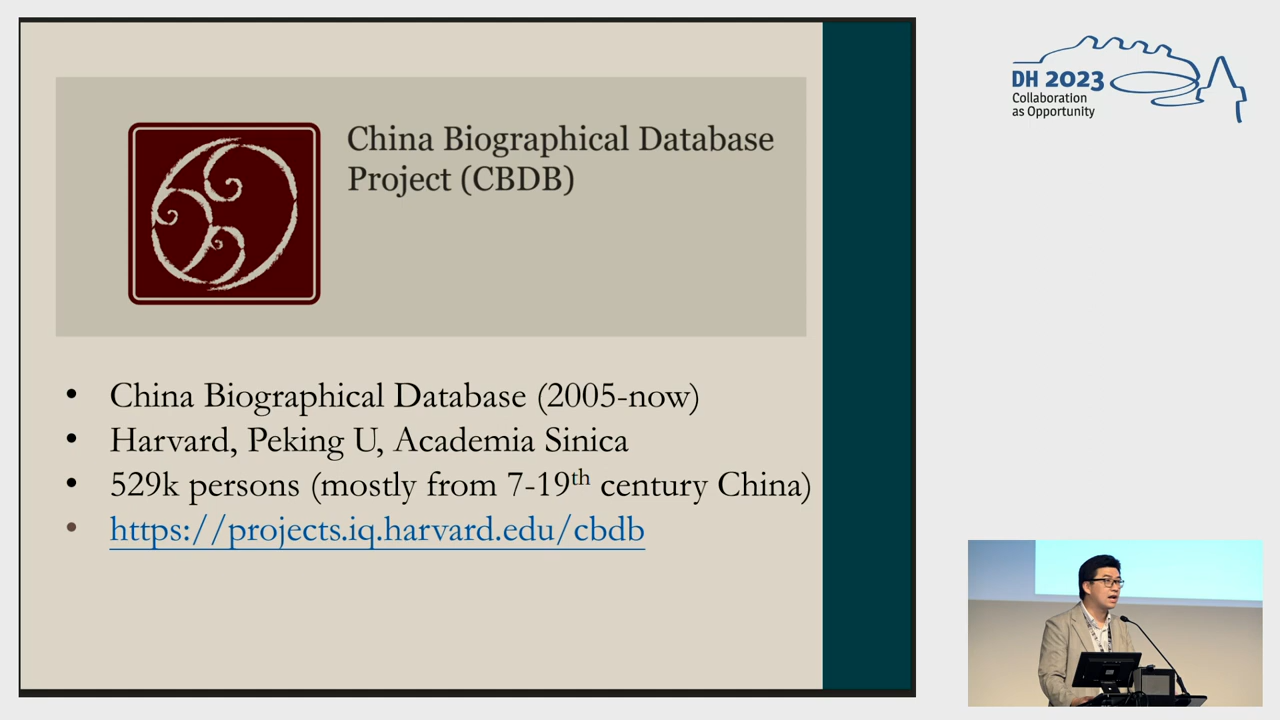 China Biographical Database
Project (CBDB)
• China Biographical Database (2005-now)
• Harvard, Peking U, Academia Sinica
• 529k persons (mostly from 7-19th century China)
• https://projects.iq.harvard.edu/cbdb
DH 2023
Collaboration
as Opportunity